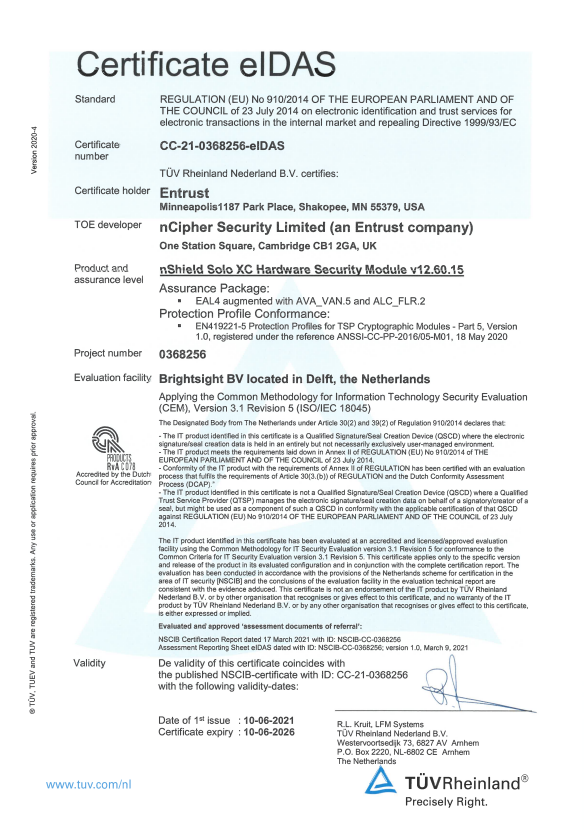 Certificate eIDAS
Standard
REGULATION (EU) No 910/2014 OF THE EUROPEAN PARLIAMENT AND OF
THE COUNCIL of 23 July 2014 on electronic identification and trust services for
electronic transactions in the internal market and repealing Directive 1999/93/EC
Certificate
number
CC-21-0368256-eIDAS
TÜV Rheinland Nederland B.V. certifies:
Certificate holder
Entrust
Minneapolis1187 Park Place, Shakopee, MN 55379, USA
TOE developer
nCipher Security Limited (an Entrust company)
One Station Square, Cambridge CB1 2GA, UK
Product and
assurance level
nShield Solo XC Hardware Security Module v12.60.15
Assurance Package:
▪ EAL4 augmented with AVA_VAN.5 and ALC_FLR.2
Protection Profile Conformance:
▪ EN419221-5 Protection Profiles for TSP Cryptographic Modules - Part 5, Version
1.0, registered under the reference ANSSI-CC-PP-2016/05-M01, 18 May 2020
Project number
0368256
Evaluation facility
Brightsight BV located in Delft, the Netherlands
Applying the Common Methodology for Information Technology Security Evaluation
(CEM), Version 3.1 Revision 5 (ISO/IEC 18045)
The Designated Body from The Netherlands under Article 30(2) and 39(2) of Regulation 910/2014 declares that:
- The IT product identified in this certificate is a Qualified Signature/Seal Creation Device (QSCD) where the electronic
signature/seal creation data is held in an entirely but not necessarily exclusively user-managed environment.
- The IT product meets the requirements laid down in Annex II of REGULATION (EU) No 910/2014 OF THE
EUROPEAN PARLIAMENT AND OF THE COUNCIL of 23 July 2014.
- Conformity of the IT product with the requirements of Annex II of REGULATION has been certified with an evaluation
process that fulfils the requirements of Article 30(3.(b)) of REGULATION and the Dutch Conformity Assessment
Process (DCAP).”
- The IT product identified in this certificate is not a Qualified Signature/Seal Creation Device (QSCD) where a Qualified
Trust Service Provider (QTSP) manages the electronic signature/seal creation data on behalf of a signatory/creator of a
seal, but might be used as a component of such a QSCD in conformity with the applicable certification of that QSCD
against REGULATION (EU) No 910/2014 OF THE EUROPEAN PARLIAMENT AND OF THE COUNCIL of 23 July
2014.
PRODUCTS
RvA C 078
Accredited by the Dutch
Council for Accreditation
The IT product identified in this certificate has been evaluated at an accredited and licensed/approved evaluation
facility using the Common Methodology for IT Security Evaluation version 3.1 Revision 5 for conformance to the
Common Criteria for IT Security Evaluation version 3.1 Revision 5. This certificate applies only to the specific version
and release of the product in its evaluated configuration and in conjunction with the complete certification report. The
evaluation has been conducted in accordance with the provisions of the Netherlands scheme for certification in the
area of IT security [NSCIB] and the conclusions of the evaluation facility in the evaluation technical report are
consistent with the evidence adduced. This certificate is not an endorsement of the IT product by TÜV Rheinland
Nederland B.V. or by other organisation that recognises or gives effect to this certificate, and no warranty of the IT
product by TÜV Rheinland Nederland B.V. or by any other organisation that recognises or gives effect to this certificate,
is either expressed or implied.
Evaluated and approved 'assessment documents of referral':
NSCIB Certification Report dated 17 March 2021 with ID: NSCIB-CC-0368256
Assessment Reporting Sheet eIDAS dated with ID: NSCIB-CC-0368256; version 1.0, March 9, 2021
Validity
De validity of this certificate coincides with
the published NSCIB-certificate with ID: CC-21-0368256
with the following validity-dates:
Date of 1st issue : 10-06-2021
Certificate expiry : 10-06-2026
R.L. Kruit, LFM Systems
TÜV Rheinland Nederland B.V.
Westervoortsedijk 73, 6827 AV Arnhem
P.O. Box 2220, NL-6802 CE Arnhem
The Netherlands
www.tuv.com/nl
TÜVRheinland®
Precisely Right.
Version 2020-4
® TÜV, TUEV and TUV are registered trademarks. Any use or application requires prior approval.